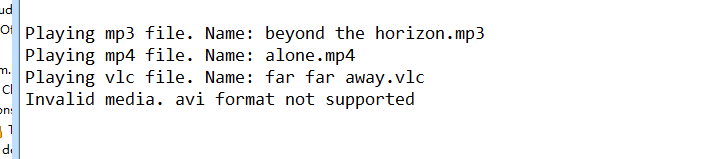 Playing mp3 file. Name: beyond the horizon.mp3
Playing mp4 file. Name: alone.mp4
Playing vlc file. Name: far far away.vlc
Invalid media. avi format not supported